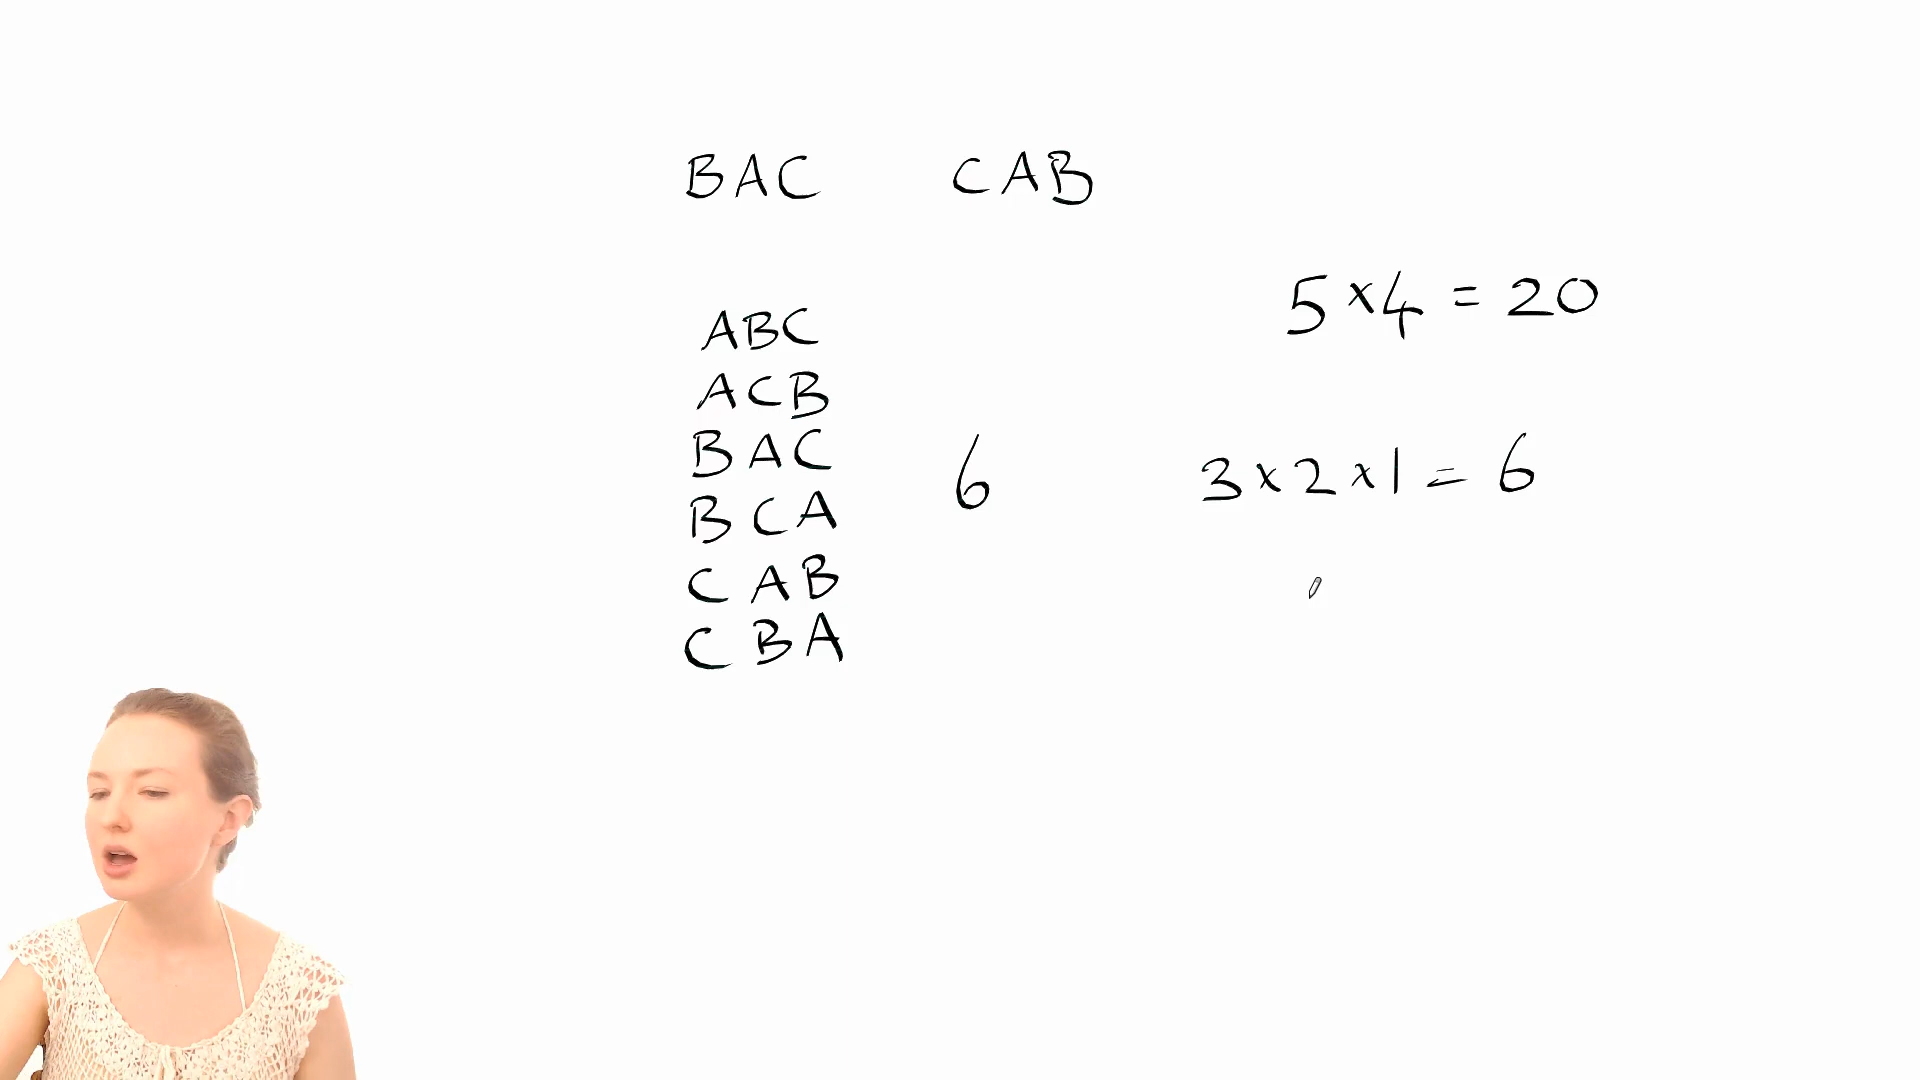 BAC CAB
5 × 4 = 20
ABC
ACB
BAC
BCA
CAB
CBA
6
3 × 2 × 1 = 6